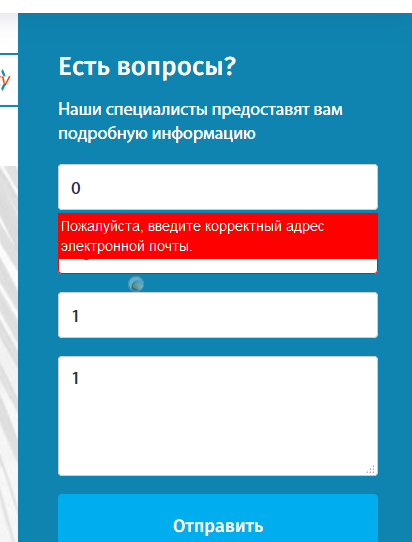 Есть вопросы?
Наши специалисты предоставят вам
подробную информацию
0
Пожалуйста, введите корректный адрес
электронной почты.
1
1
Отправить